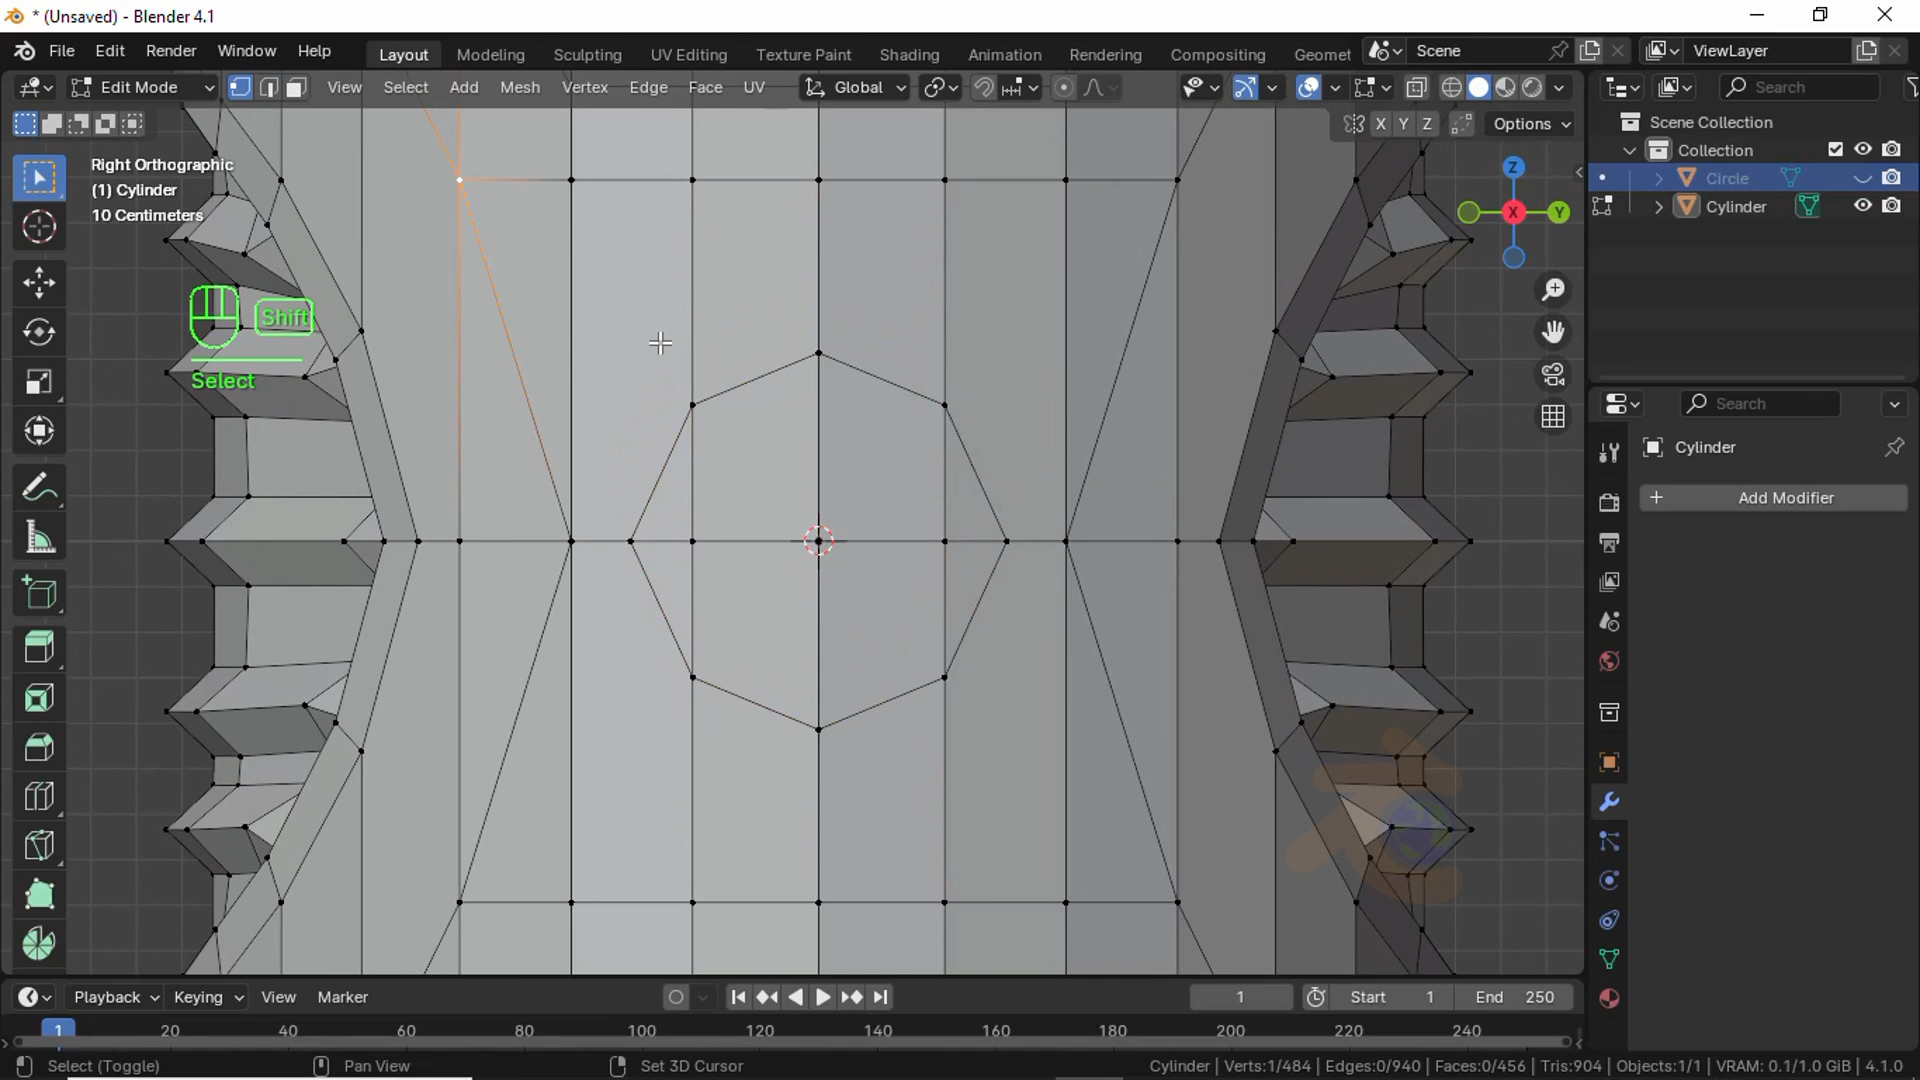 * (Unsaved) - Blender 4.1
File Edit Render Window Help Layout Modeling Sculpting UV Editing Texture Paint Shading Animation Rendering Compositing Geomet Scene ViewLayer
Edit Mode View Select Add Mesh Vertex Edge Face UV Global Search
X Y Z Options
Right Orthographic
(1) Cylinder
10 Centimeters
Z
X Y
Shift
Select
Scene Collection
Collection
Circle
Cylinder
Search
Cylinder
+ Add Modifier
Playback Keying View Marker 1 Start 1 End 250
1 20 40 60 80 100 120 140 160 180 200 220 240
Select (Toggle) Pan View Set 3D Cursor Cylinder | Verts:1/484 | Edges:0/940 | Faces:0/456 | Tris:904 | Objects:1/1 | VRAM: 0.1/1.0 GiB | 4.1.0